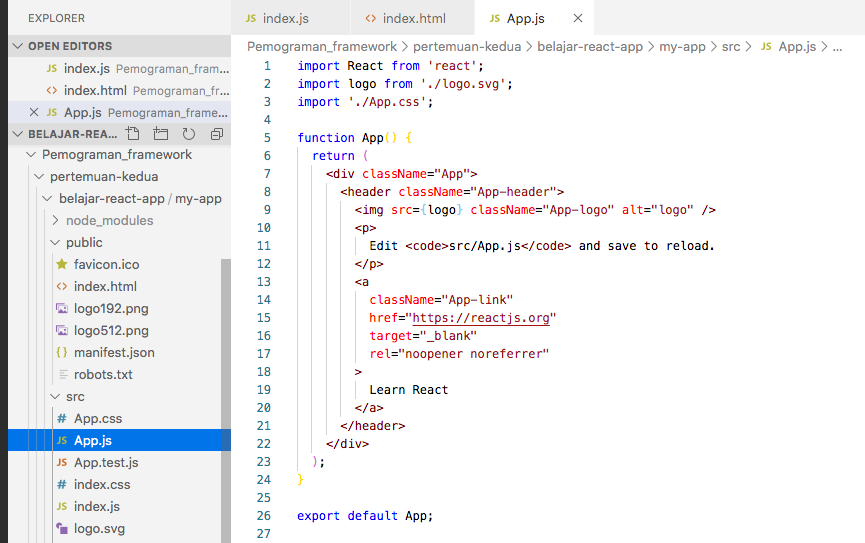 EXPLORER
OPEN EDITORS
JS index.js Pemograman_fram...
<> index.html Pemograman_fr...
JS App.js Pemograman_frame...
BELAJAR-REA...
Pemograman_framework
pertemuan-kedua
belajar-react-app / my-app
node_modules
public
favicon.ico
<> index.html
logo192.png
logo512.png
{} manifest.json
robots.txt
src
# App.css
JS App.js
JS App.test.js
# index.css
JS index.js
logo.svg
JS index.js <> index.html JS App.js
Pemograman_framework > pertemuan-kedua > belajar-react-app > my-app > src > JS App.js > ...
1 import React from 'react';
2 import logo from './logo.svg';
3 import './App.css';
4
5 function App() {
6 return (
7 <div className="App">
8 <header className="App-header">
9 <img src={logo} className="App-logo" alt="logo" />
10 <p>
11 Edit <code>src/App.js</code> and save to reload.
12 </p>
13 <a
14 className="App-link"
15 href="https://reactjs.org"
16 target="_blank"
17 rel="noopener noreferrer"
18 >
19 Learn React
20 </a>
21 </header>
22 </div>
23 );
24 }
25
26 export default App;
27